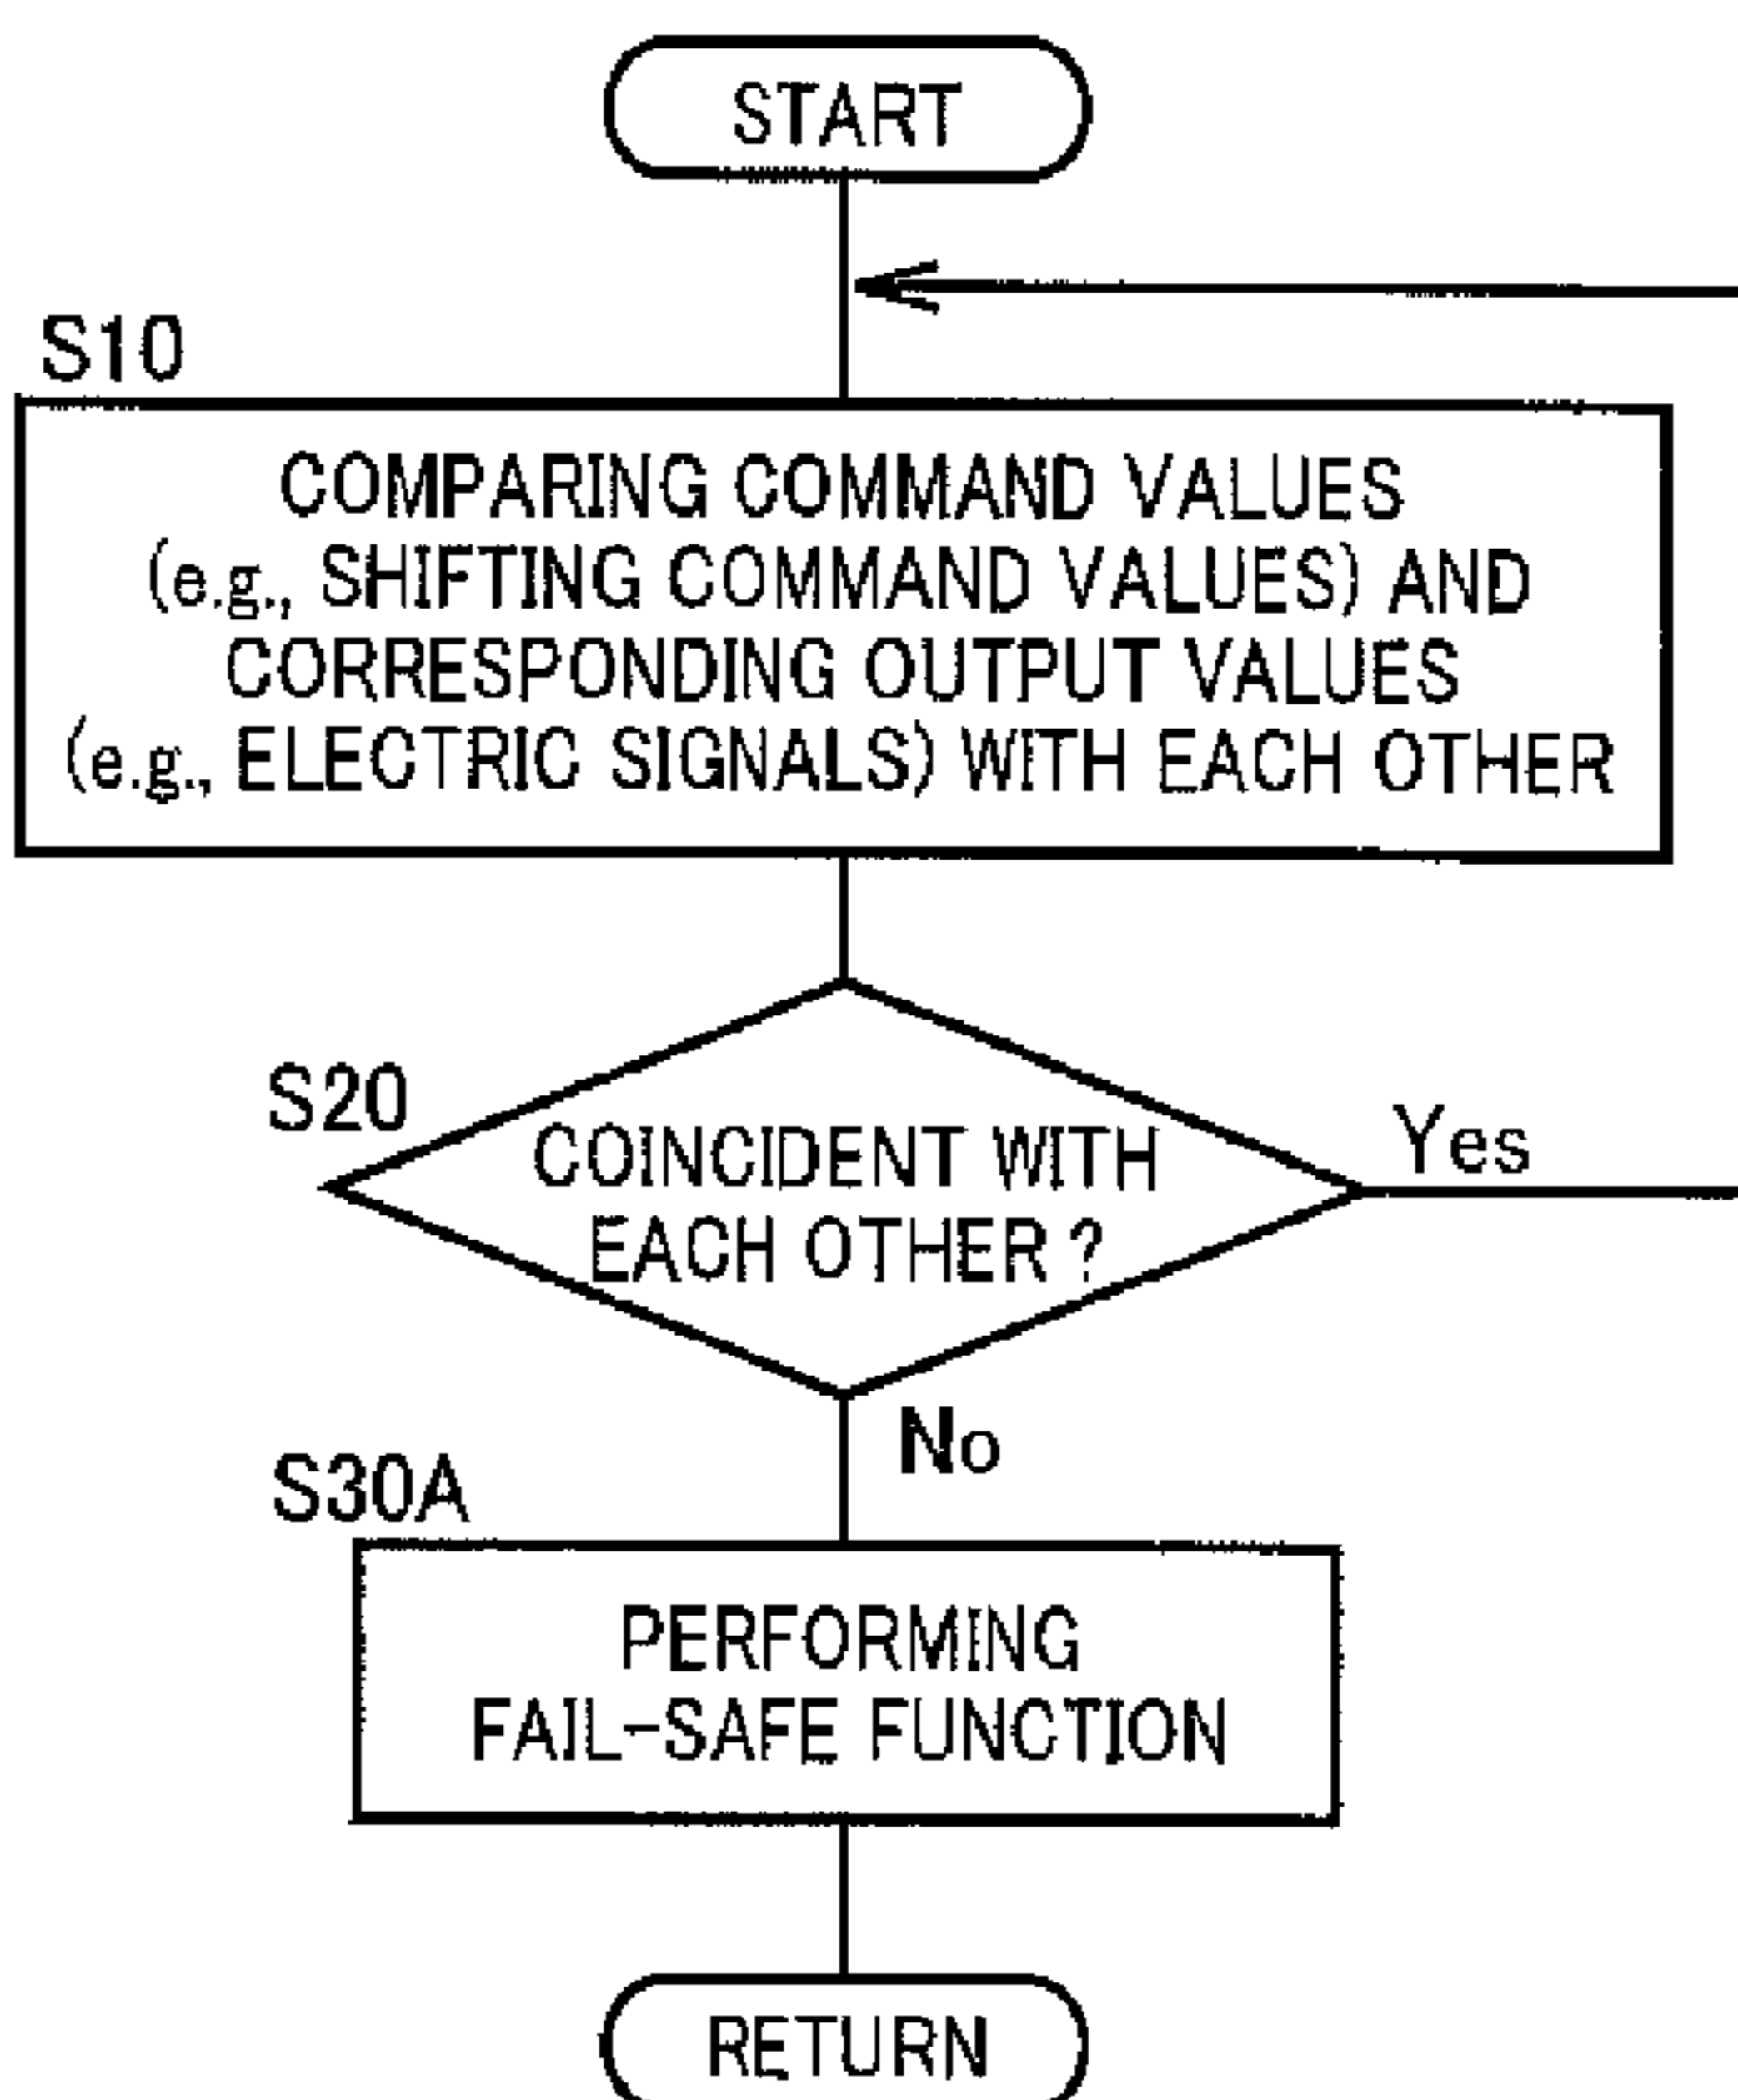 START
S10
COMPARING COMMAND VALUES
(e.g., SHIFTING COMMAND VALUES) AND
CORRESPONDING OUTPUT VALUES
(e.g., ELECTRIC SIGNALS) WITH EACH OTHER
S20
COINCIDENT WITH
EACH OTHER ?
Yes
No
S30A
PERFORMING
FAIL-SAFE FUNCTION
RETURN